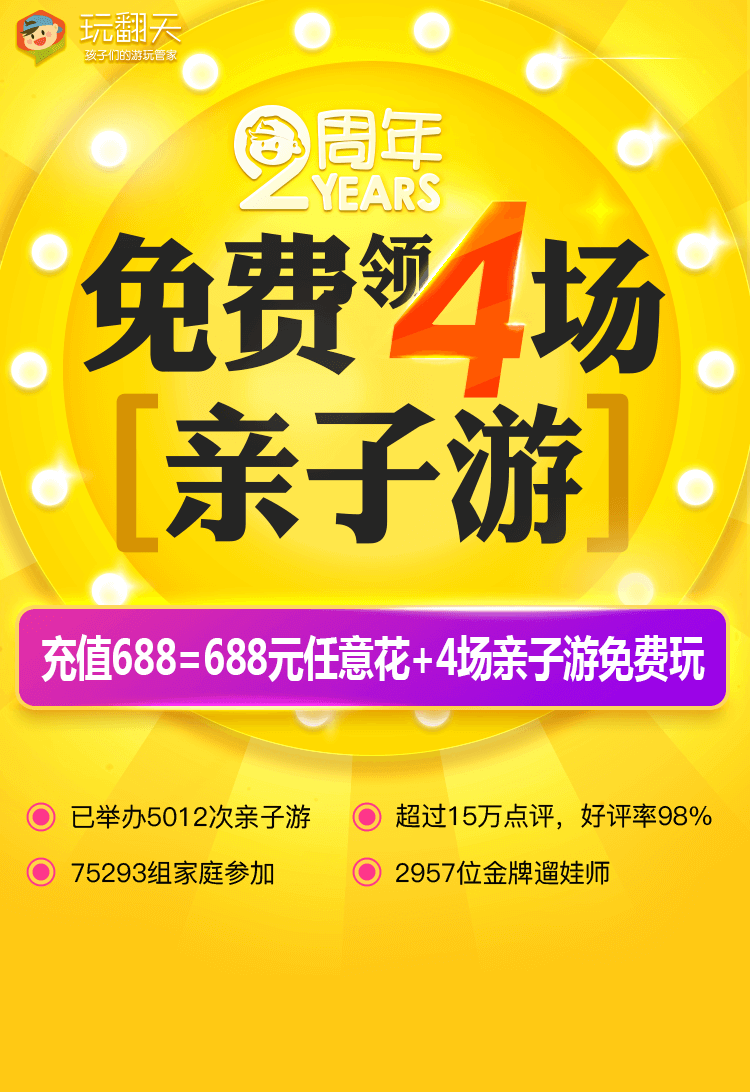 玩翻天
孩子们的游玩管家
2周年
YEARS
免费领4场
[亲子游]
充值688=688元任意花+4场亲子游免费玩
已举办5012次亲子游
超过15万点评，好评率98%
75293组家庭参加
2957位金牌遛娃师